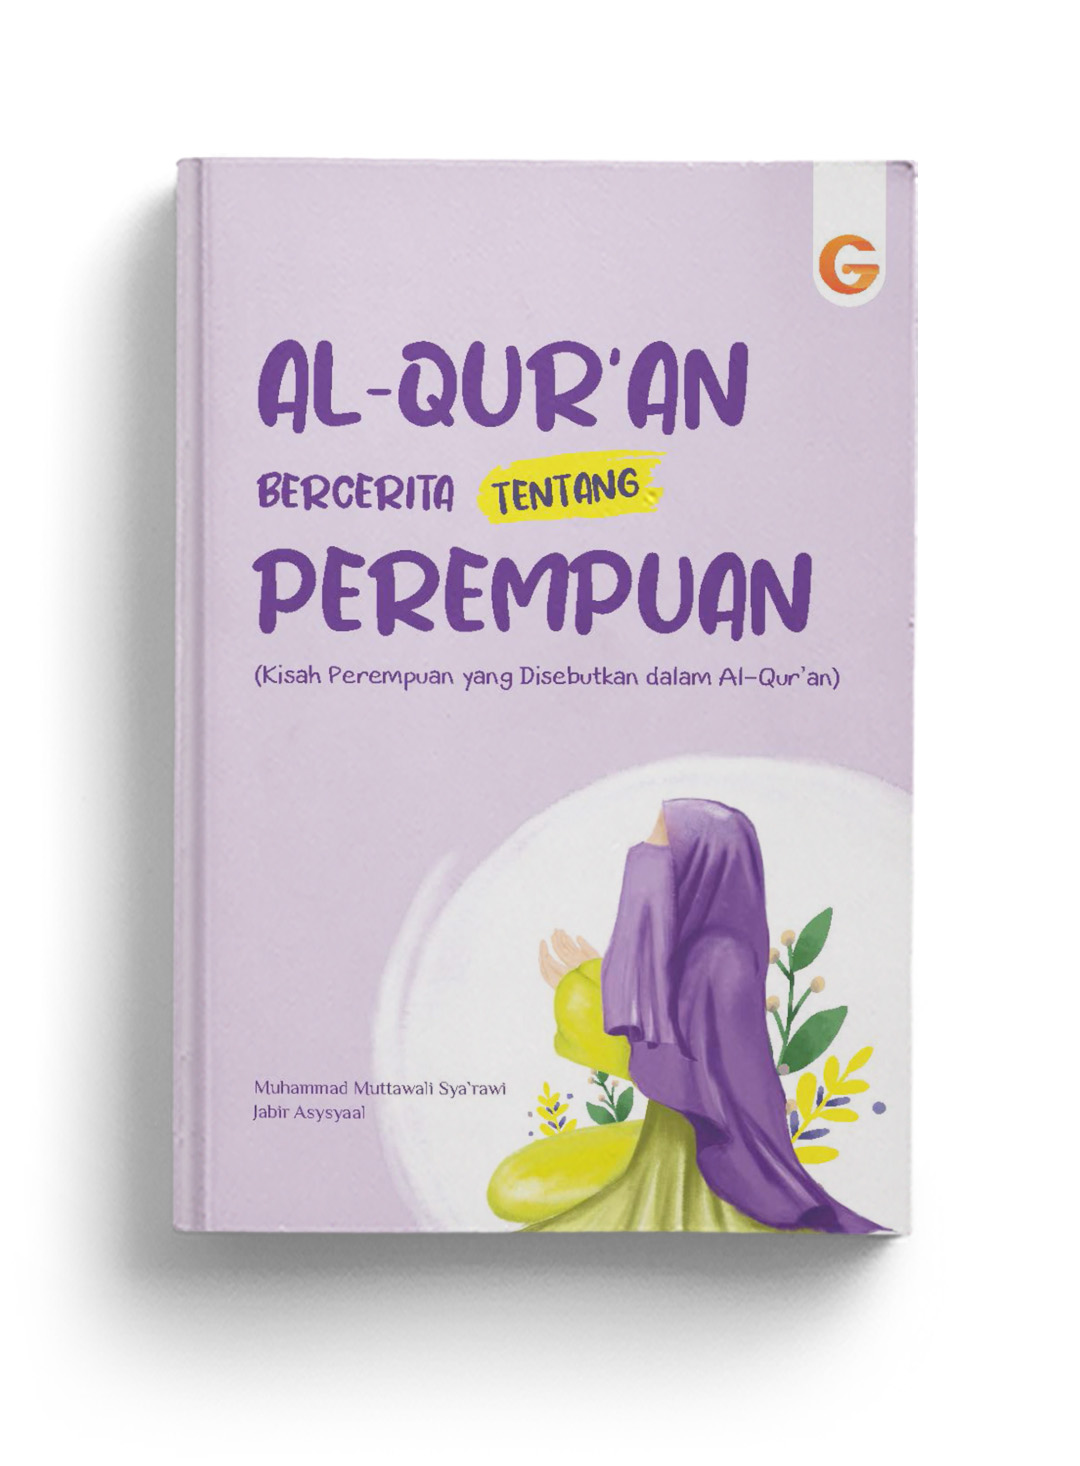 G
AL-QUR'AN
BERCERITA TENTANG
PEREMPUAN
(Kisah Perempuan yang Disebutkan dalam Al-Qur'an)
Muhammad Muttawali Sya'rawi
Jabir Asysyaal